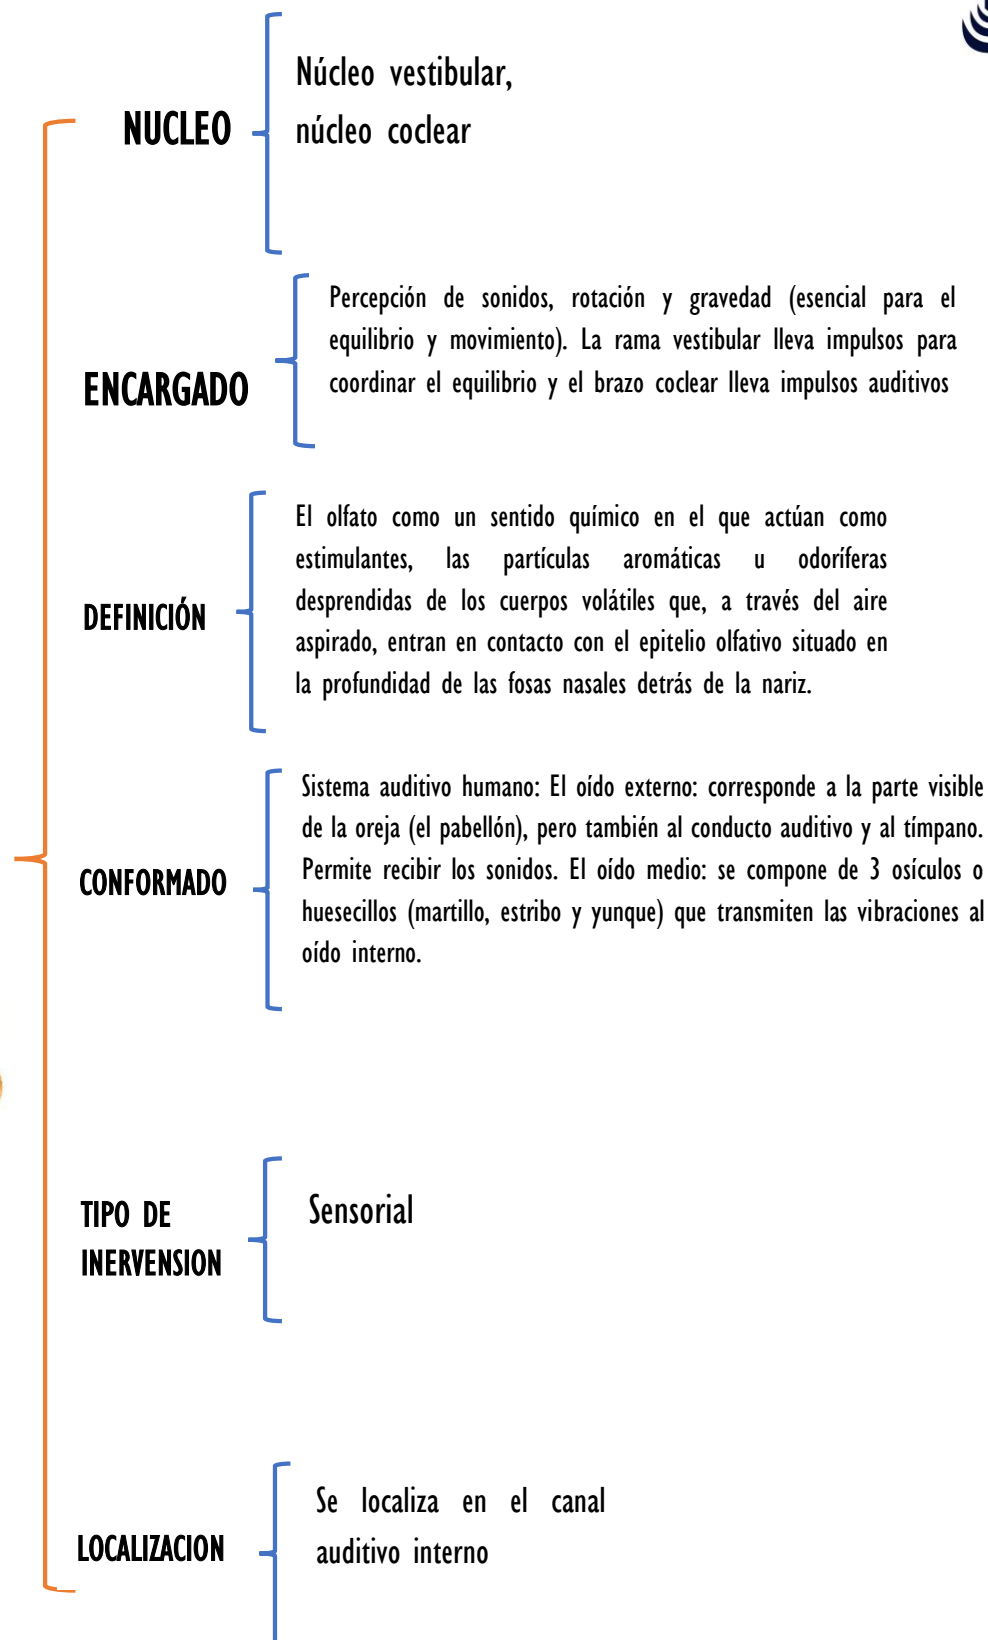 NUCLEO
Núcleo vestibular,
núcleo coclear
ENCARGADO
Percepción de sonidos, rotación y gravedad (esencial para el
equilibrio y movimiento). La rama vestibular lleva impulsos para
coordinar el equilibrio y el brazo coclear lleva impulsos auditivos
DEFINICIÓN
El olfato como un sentido químico en el que actúan como
estimulantes, las partículas aromáticas u odoríferas
desprendidas de los cuerpos volátiles que, a través del aire
aspirado, entran en contacto con el epitelio olfativo situado en
la profundidad de las fosas nasales detrás de la nariz.
CONFORMADO
Sistema auditivo humano: El oído externo: corresponde a la parte visible
de la oreja (el pabellón), pero también al conducto auditivo y al tímpano.
Permite recibir los sonidos. El oído medio: se compone de 3 osículos o
huesecillos (martillo, estribo y yunque) que transmiten las vibraciones al
oído interno.
TIPO DE
INERVENSION
Sensorial
LOCALIZACION
Se localiza en el canal
auditivo interno